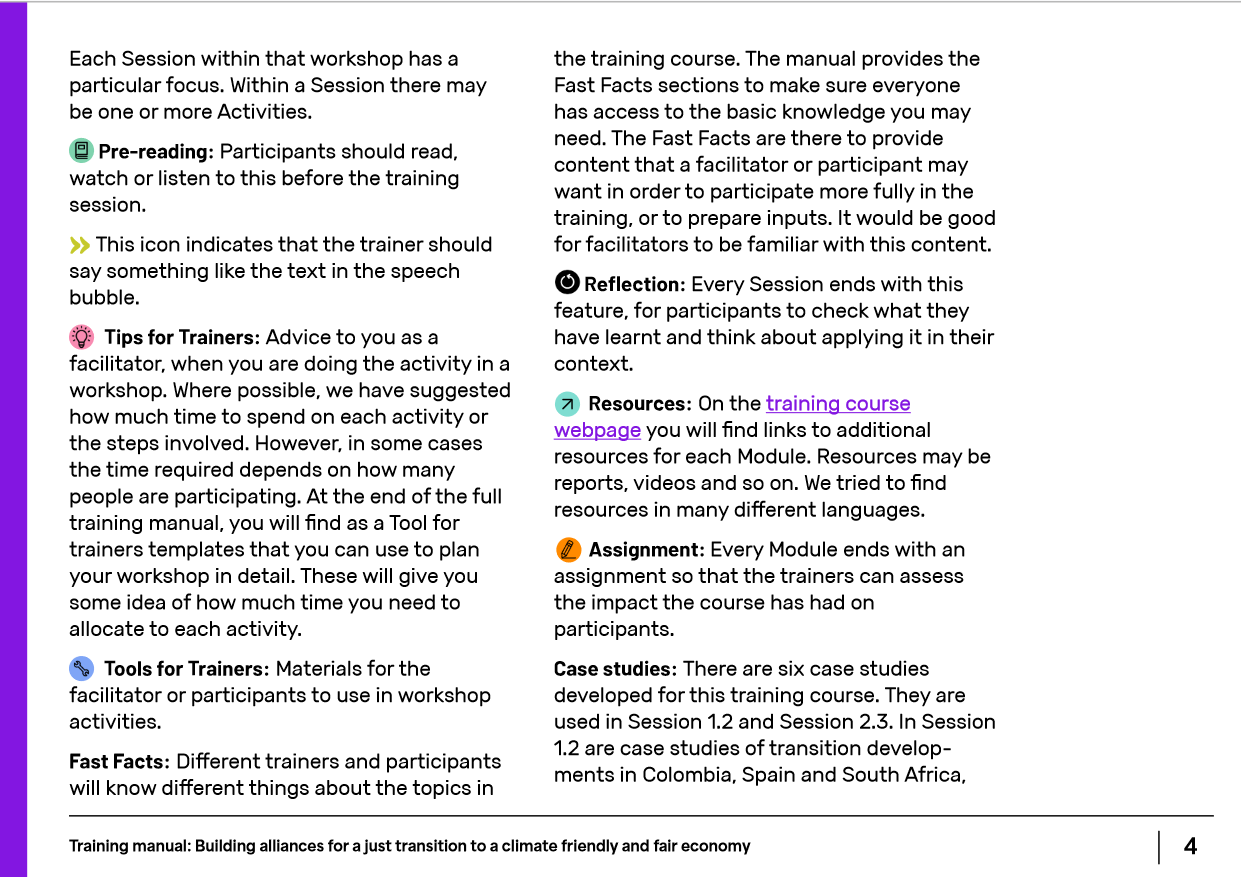 Each Session within that workshop has a
particular focus. Within a Session there may
be one or more Activities.
Pre-reading: Participants should read,
watch or listen to this before the training
session.
This icon indicates that the trainer should
say something like the text in the speech
bubble.
Tips for Trainers: Advice to you as a
facilitator, when you are doing the activity in a
workshop. Where possible, we have suggested
how much time to spend on each activity or
the steps involved. However, in some cases
the time required depends on how many
people are participating. At the end of the full
training manual, you will find as a Tool for
trainers templates that you can use to plan
your workshop in detail. These will give you
some idea of how much time you need to
allocate to each activity.
Tools for Trainers: Materials for the
facilitator or participants to use in workshop
activities.
Fast Facts: Different trainers and participants
will know different things about the topics in
the training course. The manual provides the
Fast Facts sections to make sure everyone
has access to the basic knowledge you may
need. The Fast Facts are there to provide
content that a facilitator or participant may
want in order to participate more fully in the
training, or to prepare inputs. It would be good
for facilitators to be familiar with this content.
Reflection: Every Session ends with this
feature, for participants to check what they
have learnt and think about applying it in their
context.
Resources: On the training course
webpage you will find links to additional
resources for each Module. Resources may be
reports, videos and so on. We tried to find
resources in many different languages.
Assignment: Every Module ends with an
assignment so that the trainers can assess
the impact the course has had on
participants.
Case studies: There are six case studies
developed for this training course. They are
used in Session 1.2 and Session 2.3. In Session
1.2 are case studies of transition develop-
ments in Colombia, Spain and South Africa,
Training manual: Building alliances for a just transition to a climate friendly and fair economy
4